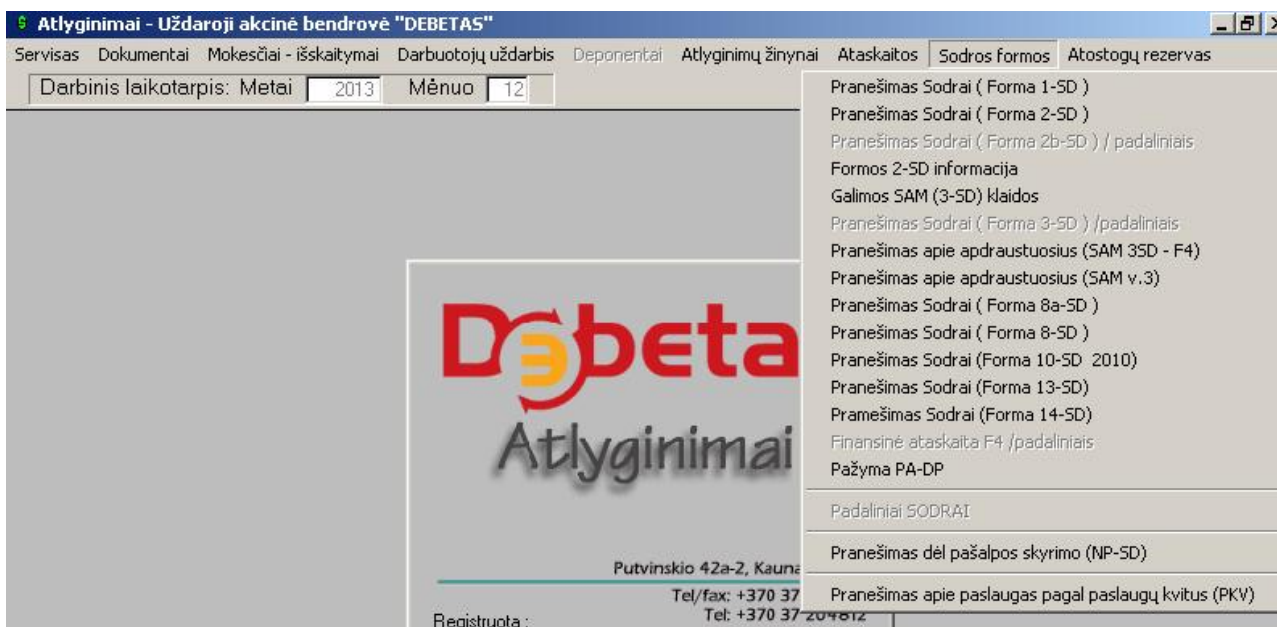 $ Atlyginimai - Uždaroji akcinė bendrovė "DEBETAS"
Servisas Dokumentai Mokesčiai - išskaitymai Darbuotojų uždarbis Deponentai Atlyginimų žinynai Ataskaitos Sodros formos Atostogų rezervas
Darbinis laikotarpis: Metai 2013 Mėnuo 12
Pranešimas Sodrai ( Forma 1-SD )
Pranešimas Sodrai ( Forma 2-SD )
Pranešimas Sodrai ( Forma 2b-SD ) / padaliniais
Formos 2-SD informacija
Galimos SAM (3-SD) klaidos
Pranešimas Sodrai ( Forma 3-SD ) /padaliniais
Pranešimas apie apdraustuosius (SAM 3SD - F4)
Pranešimas apie apdraustuosius (SAM v.3)
Pranešimas Sodrai ( Forma 8a-SD )
Pranešimas Sodrai ( Forma 8-SD )
Pranešimas Sodrai (Forma 10-SD 2010)
Pranešimas Sodrai (Forma 13-SD)
Pramešimas Sodrai (Forma 14-SD)
Finansinė ataskaita F4 /padaliniais
Pažyma PA-DP
Padaliniai SODRAI
Pranešimas dėl pašalpos skyrimo (NP-SD)
Pranešimas apie paslaugas pagal paslaugų kvitus (PKV)
Debeta
Atlyginimai
Putvinskio 42a-2, Kauna
Tel/fax: +370 37
Tel: +370 37 204812
Registruota :